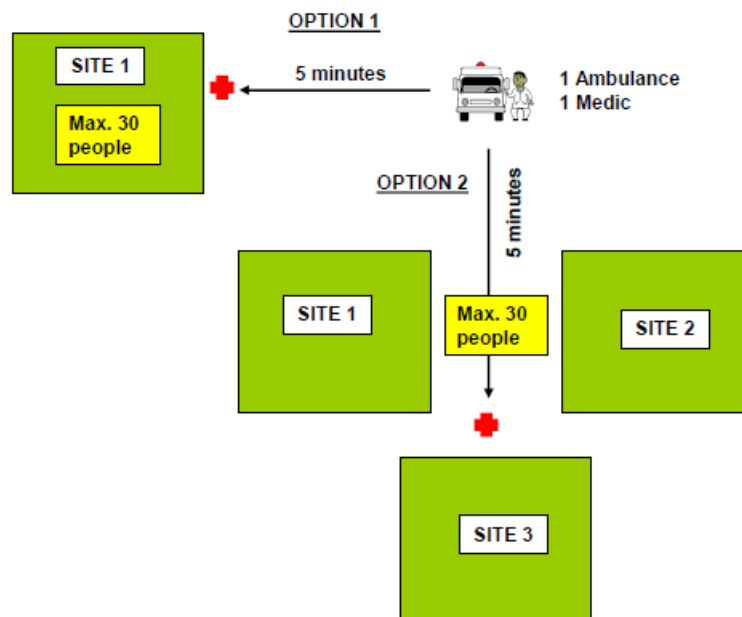 OPTION 1
SITE 1
5 minutes
1 Ambulance
1 Medic
Max. 30
people
OPTION 2
5 minutes
SITE 1
Max. 30
people
SITE 2
SITE 3